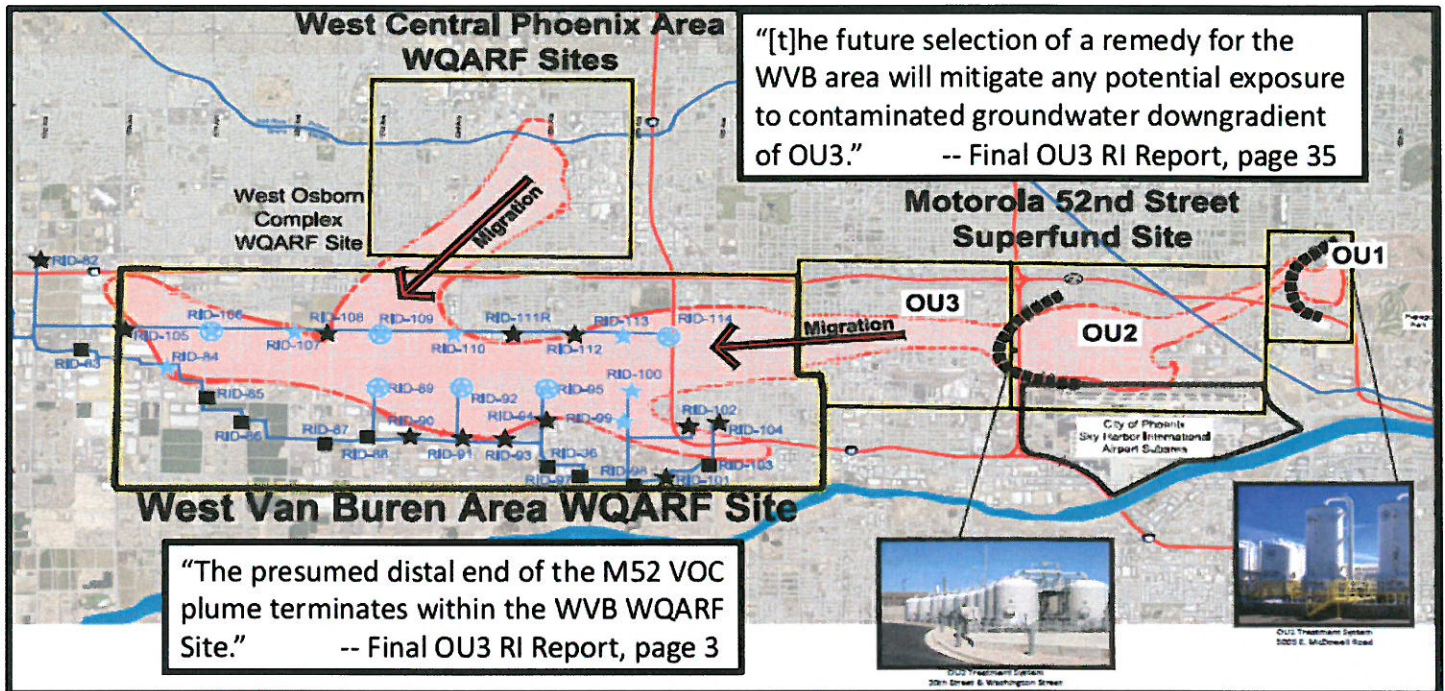 West Central Phoenix Area
WQARF Sites
"[t]he future selection of a remedy for the
WVB area will mitigate any potential exposure
to contaminated groundwater downgradient
of OU3." -- Final OU3 RI Report, page 35
West Osborn
Complex
WQARF Site
Migration
Motorola 52nd Street
Superfund Site
OU1
OU2
OU3
Migration
RID-82
RID-105
RID-106
RID-107
RID-108
RID-109
RID-110
RID-111R
RID-112
RID-113
RID-114
RID-83
RID-84
RID-85
RID-86
RID-87
RID-88
RID-89
RID-90
RID-91
RID-92
RID-93
RID-94
RID-95
RID-36
RID-97
RID-98
RID-99
RID-100
RID-101
RID-102
RID-103
RID-104
City of Phoenix
Sky Harbor International
Airport Subarea
West Van Buren Area WQARF Site
"The presumed distal end of the M52 VOC
plume terminates within the WVB WQARF
Site." -- Final OU3 RI Report, page 3
OU2 Treatment System
20th Street & Washington Street
Treatment System
E. McDowell Road